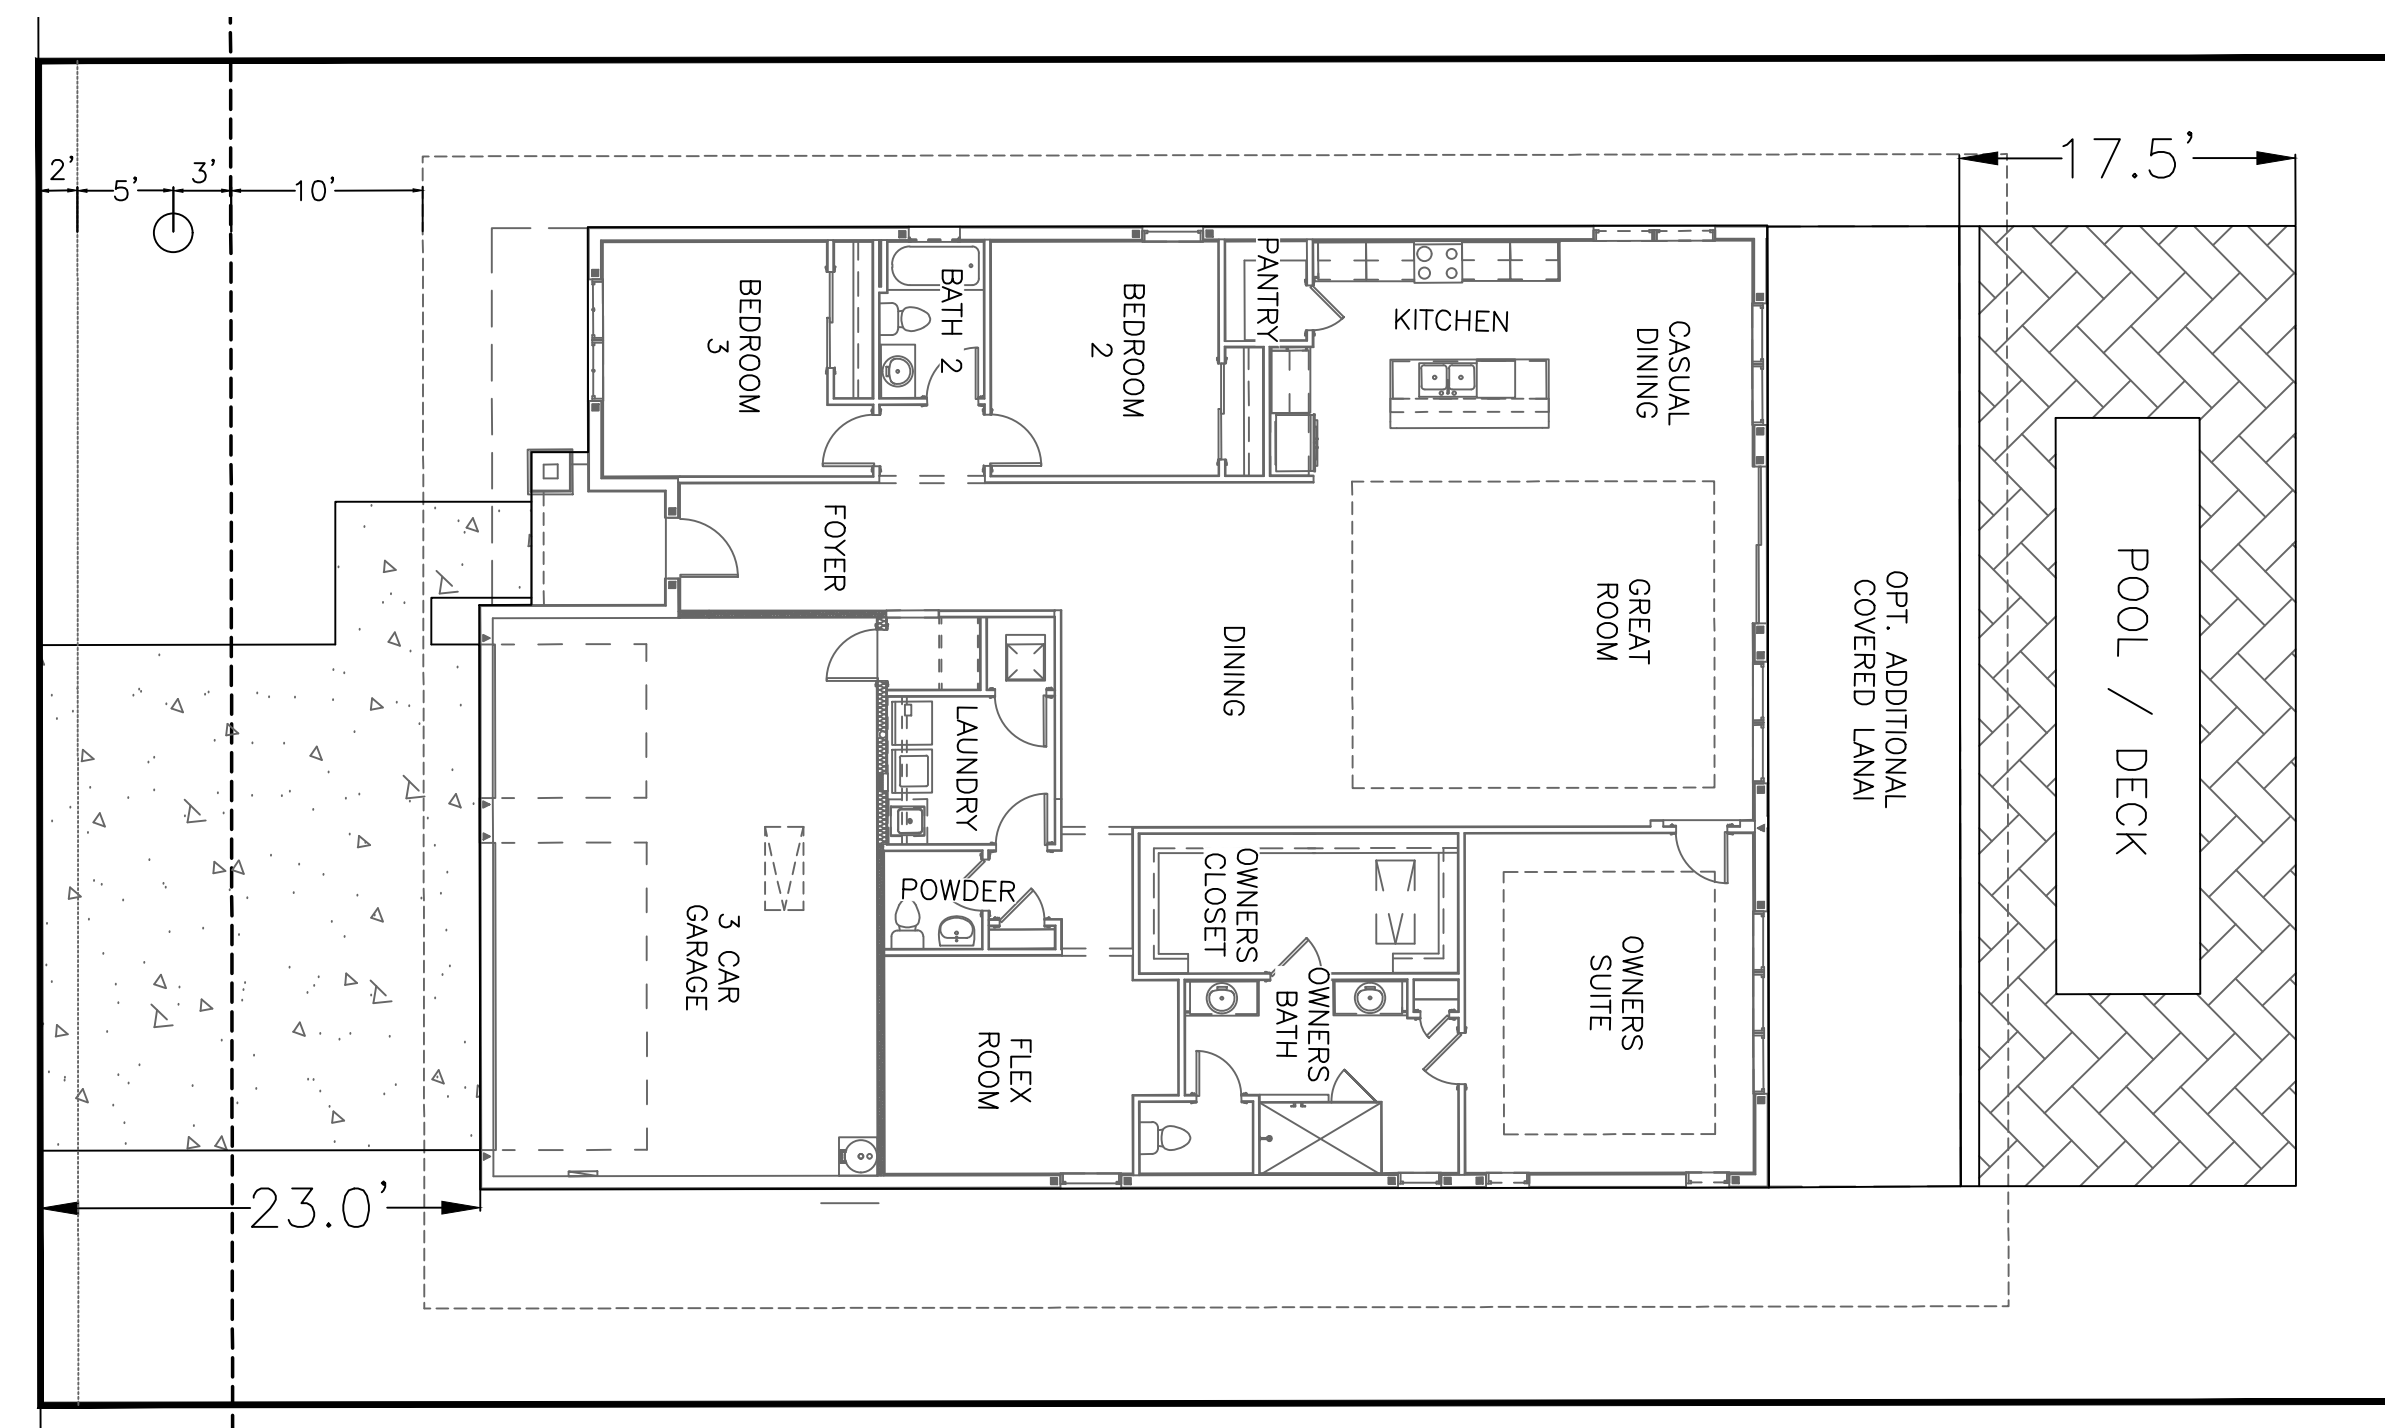 2'
5'
3'
10'
17.5'
BEDROOM
3
BATH 2
BEDROOM
2
PANTRY
KITCHEN
CASUAL
DINING
FOYER
DINING
GREAT
ROOM
OPT. ADDITIONAL
COVERED LANAI
POOL / DECK
LAUNDRY
POWDER
3 CAR
GARAGE
OWNERS
CLOSET
OWNERS
BATH
OWNERS
SUITE
FLEX
ROOM
23.0'